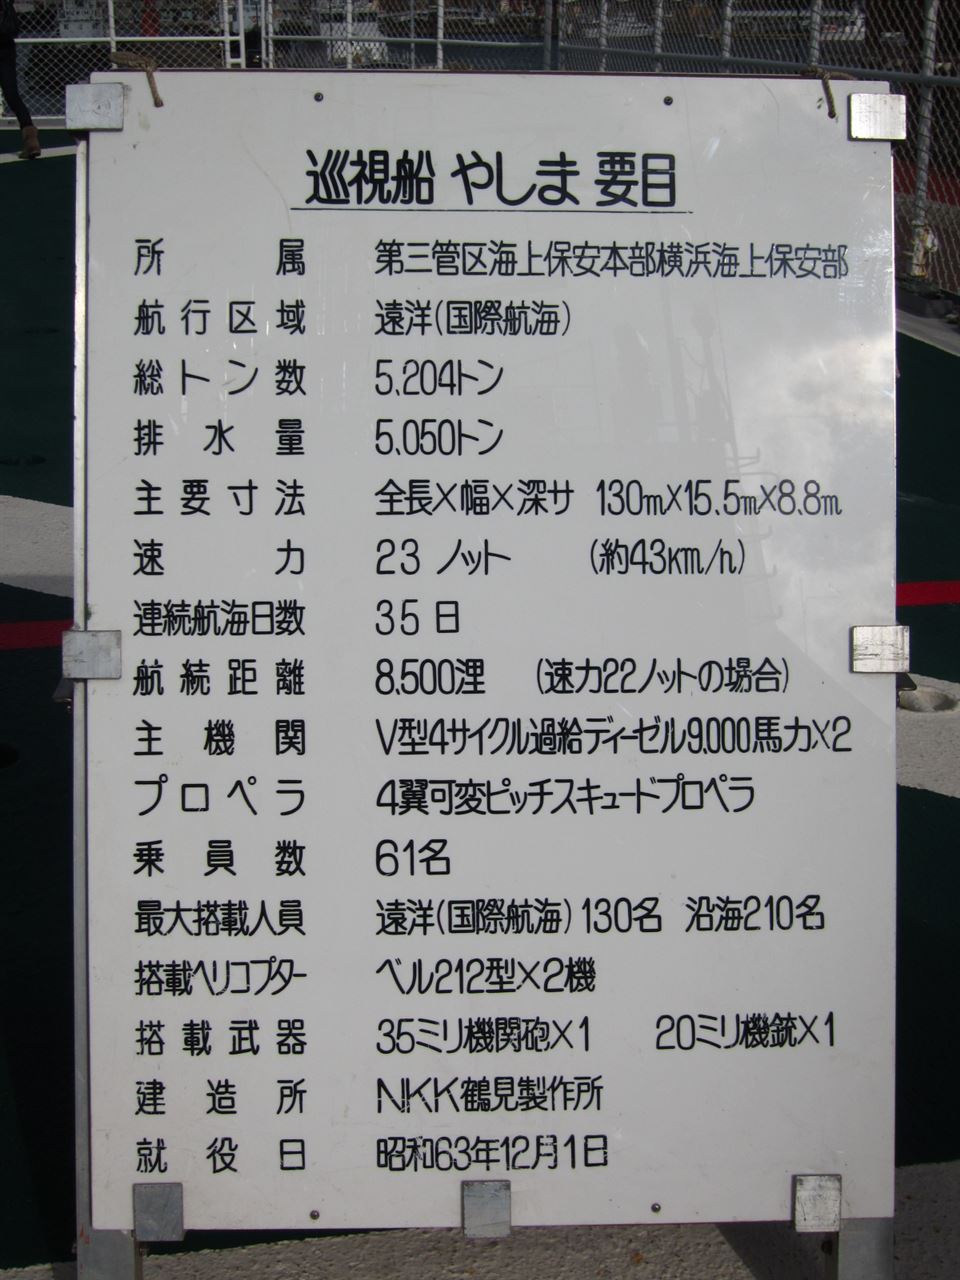 巡視船 やしま 要目
所属 第三管区海上保安本部横浜海上保安部
航行区域 遠洋(国際航海)
総トン数 5,204トン
排水量 5,050トン
主要寸法 全長×幅×深サ 130m×15.5m×8.8m
速力 23 ノット (約43km/h)
連続航海日数 35日
航続距離 8,500浬 (速力22ノットの場合)
主機関 V型4サイクル過給ディーゼル9,000馬力×2
プロペラ 4翼可変ピッチスキュードプロペラ
乗員数 61名
最大搭載人員 遠洋(国際航海)130名 沿海210名
搭載ヘリコプター ベル212型×2機
搭載武器 35ミリ機関砲×1 20ミリ機銃×1
建造所 NKK鶴見製作所
就役日 昭和63年12月1日